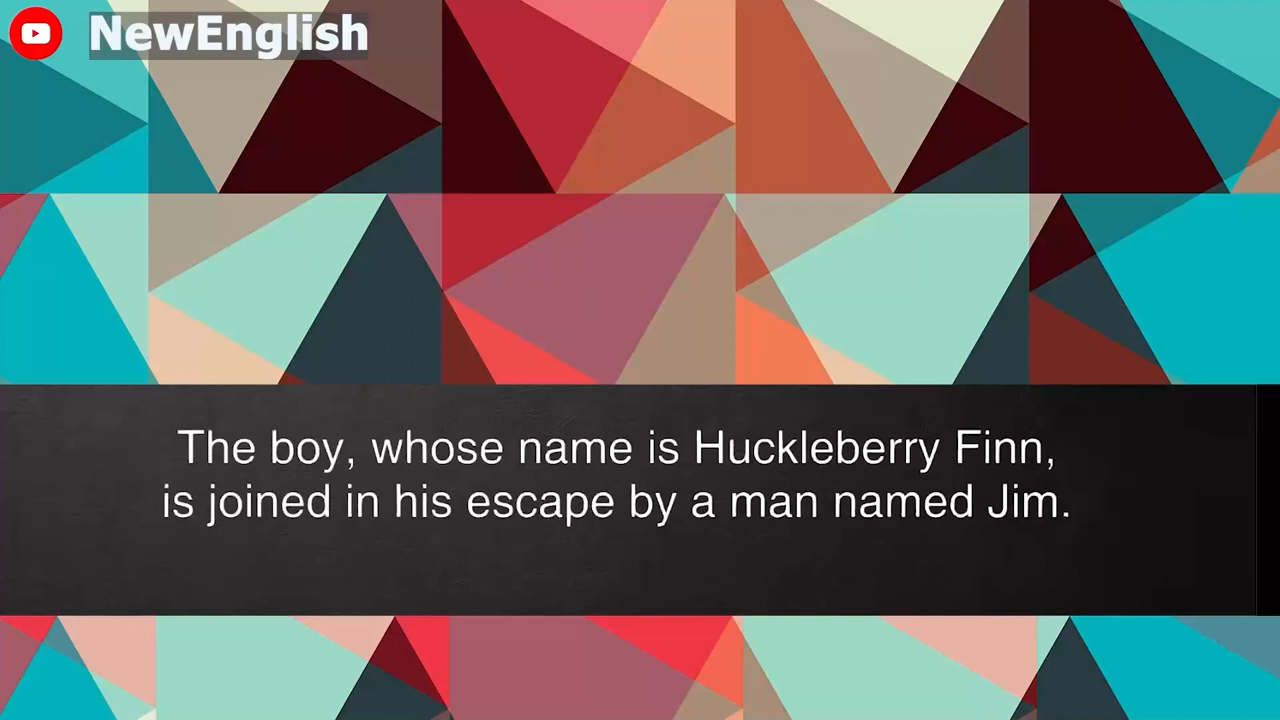 NewEnglish
The boy, whose name is Huckleberry Finn,
is joined in his escape by a man named Jim.